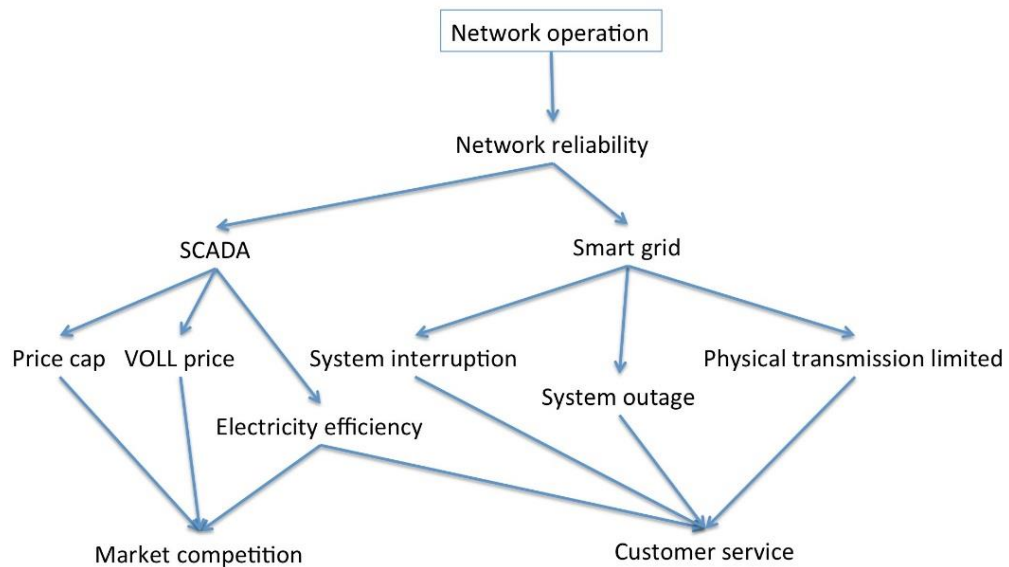 Network operation
Network reliability
SCADA
Smart grid
Price cap
VOLL price
System interruption
Physical transmission limited
System outage
Electricity efficiency
Market competition
Customer service